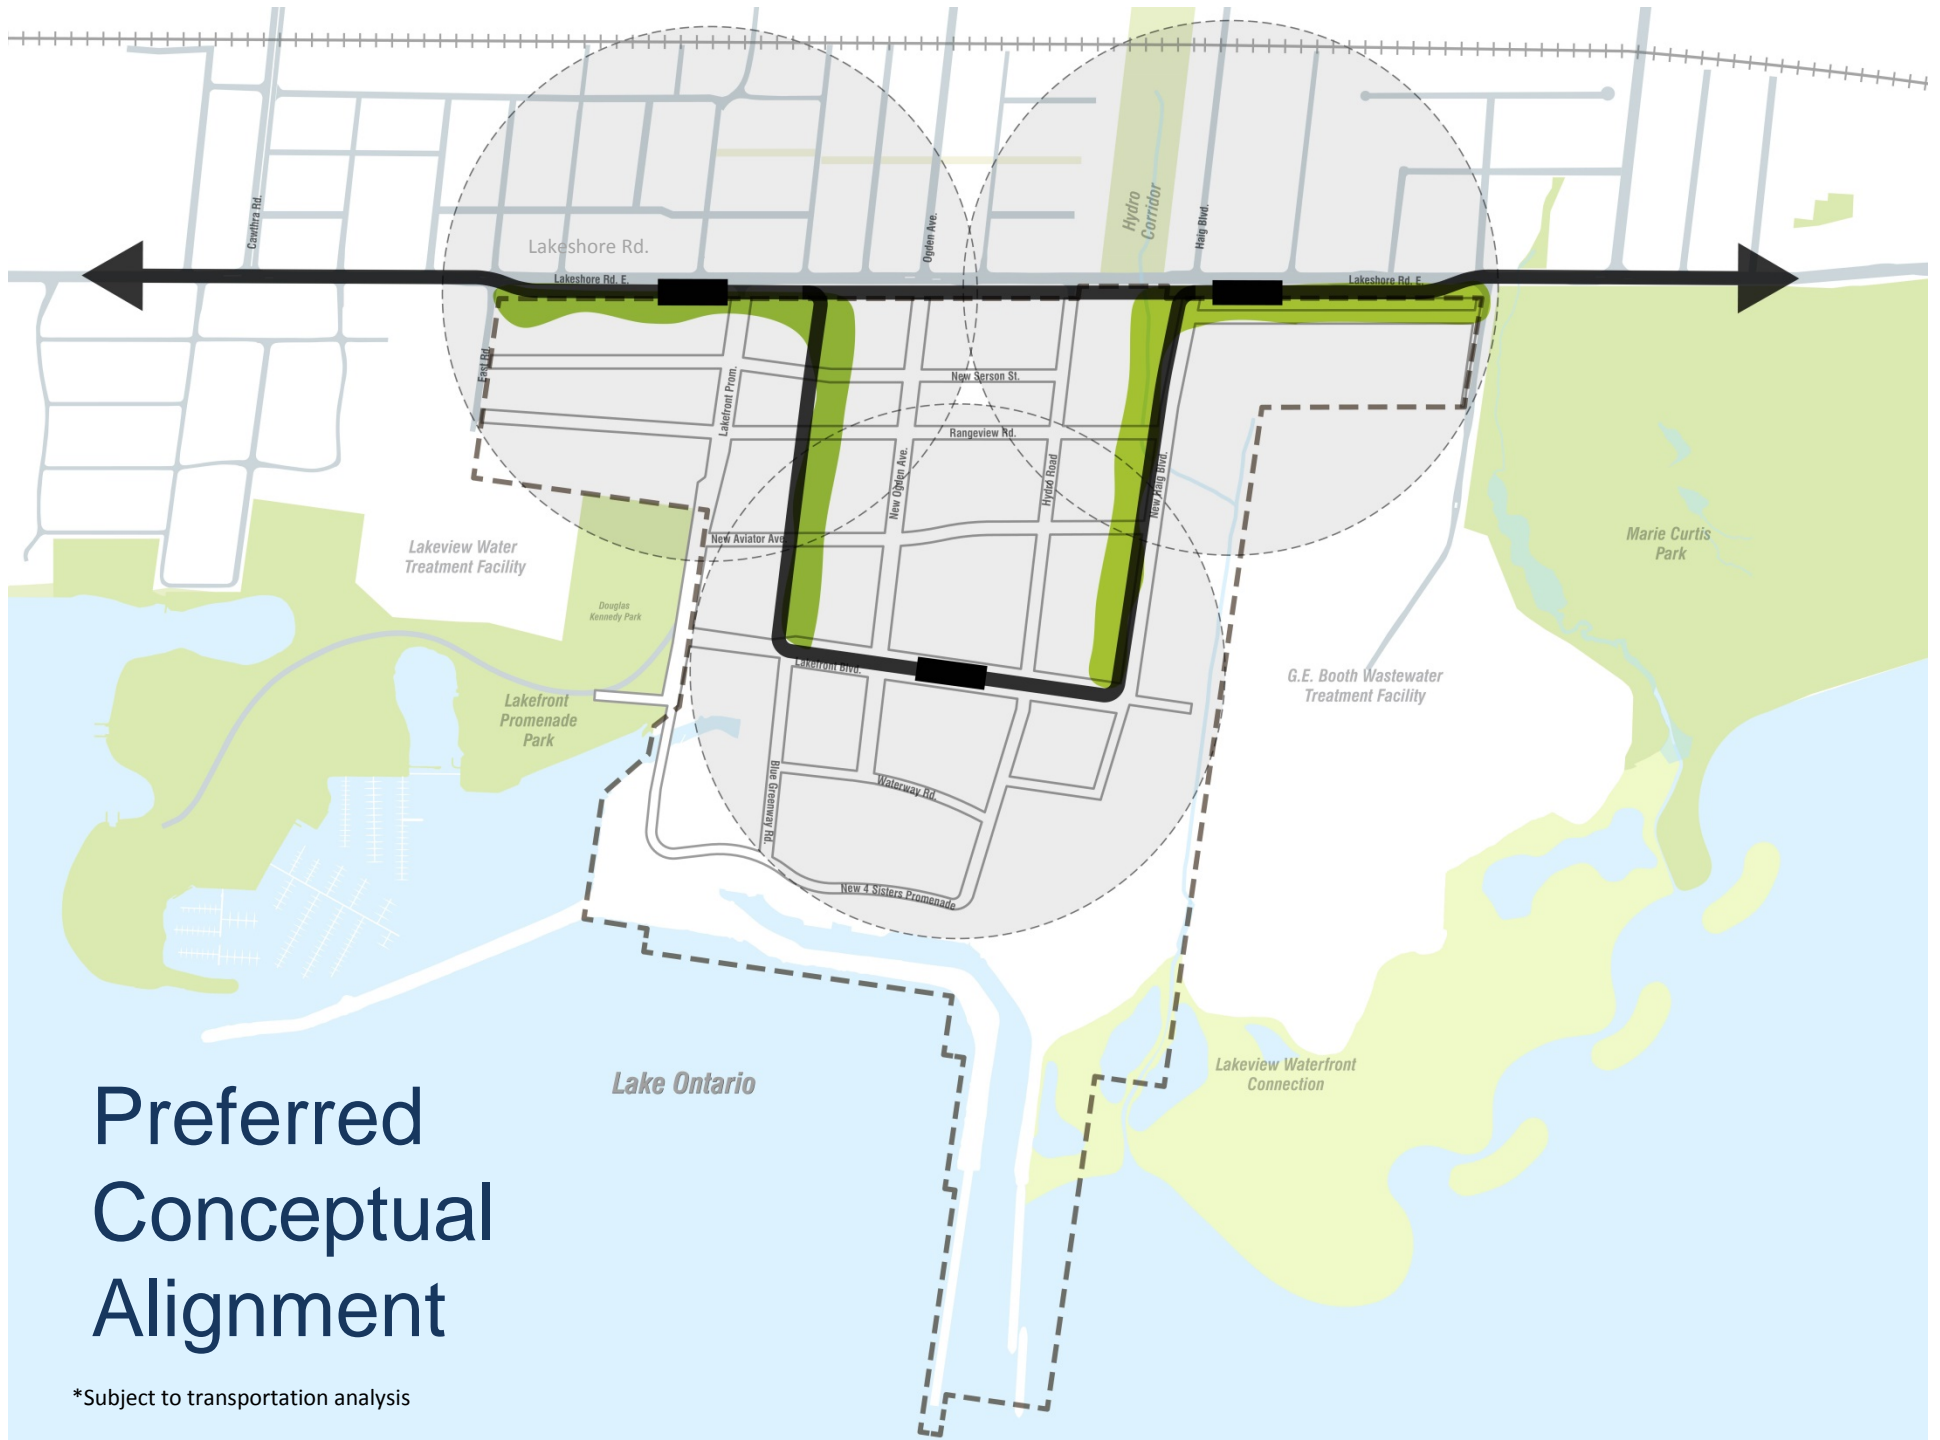 Cawthra Rd.
Ogden Ave.
Hydro
Corridor
Haig Blvd.
Lakeshore Rd.
Lakeshore Rd. E.
Lakeshore Rd. E.
East Rd.
Lakefront Prom.
New Serson St.
Rangeview Rd.
New Ogden Ave.
Hydro Road
New Haig Blvd.
New Aviator Ave.
Lakeview Water
Treatment Facility
Marie Curtis
Park
Douglas
Kennedy Park
Lakefront Blvd.
G.E. Booth Wastewater
Treatment Facility
Lakefront
Promenade
Park
Blue Greenway Rd.
Waterway Rd.
New 4 Sisters Promenade
Lakeview Waterfront
Connection
Lake Ontario
Preferred
Conceptual
Alignment
*Subject to transportation analysis